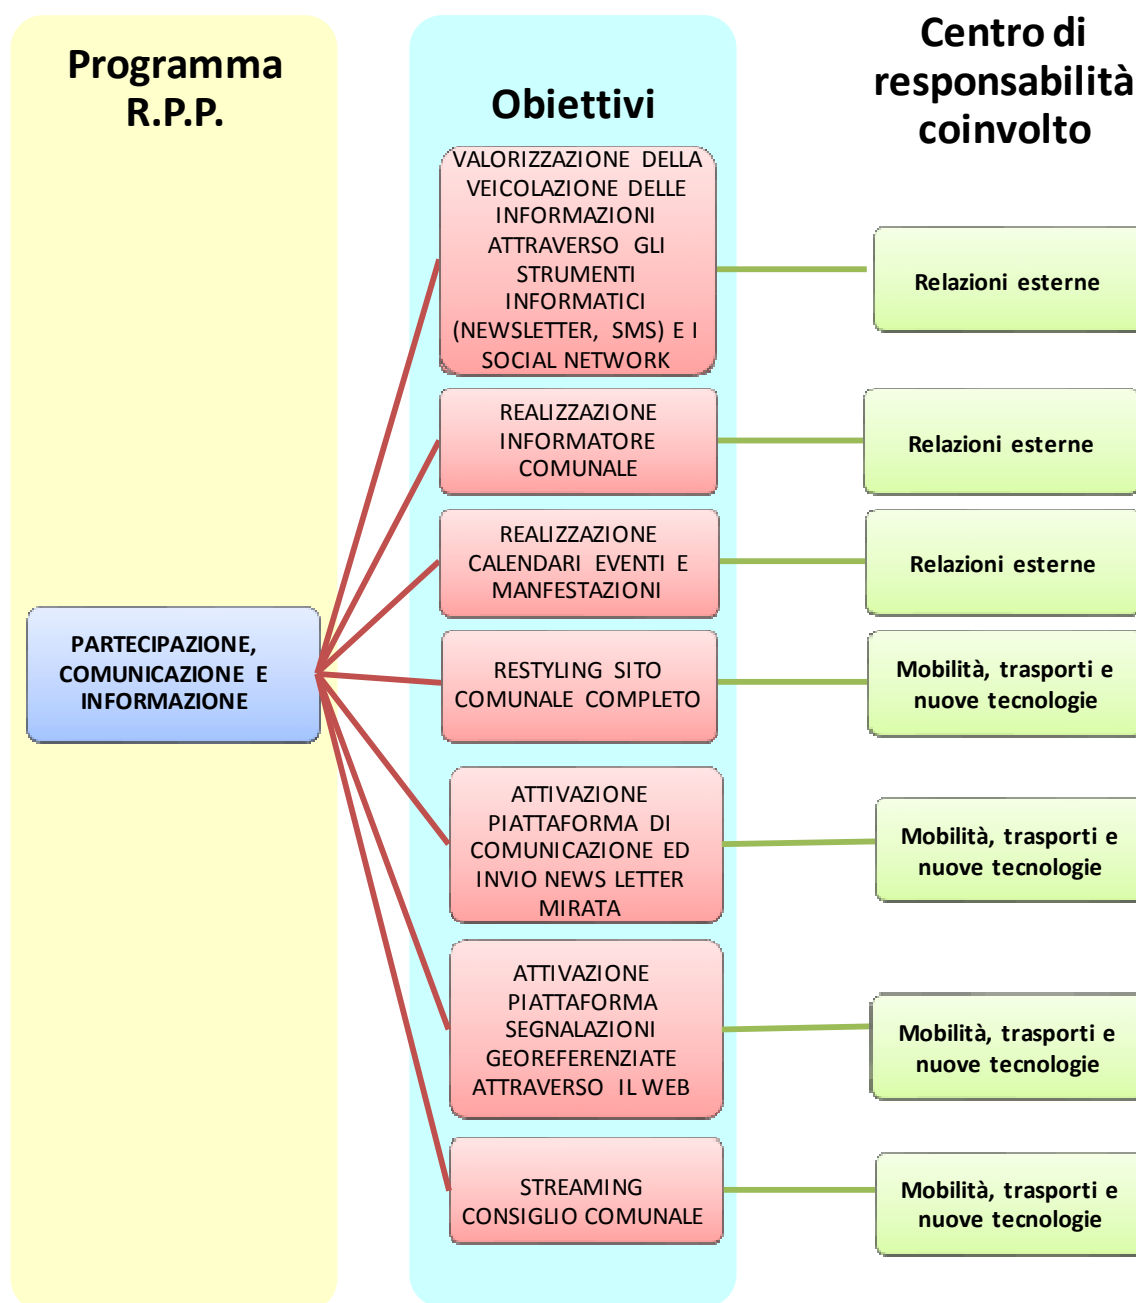 Programma
R.P.P.
Obiettivi
Centro di
responsabilità
coinvolto
PARTECIPAZIONE,
COMUNICAZIONE E
INFORMAZIONE
VALORIZZAZIONE DELLA
VEICOLAZIONE DELLE
INFORMAZIONI
ATTRAVERSO GLI
STRUMENTI
INFORMATICI
(NEWSLETTER, SMS) E I
SOCIAL NETWORK
Relazioni esterne
REALIZZAZIONE
INFORMATORE
COMUNALE
Relazioni esterne
REALIZZAZIONE
CALENDARI EVENTI E
MANFESTAZIONI
Relazioni esterne
RESTYLING SITO
COMUNALE COMPLETO
Mobilità, trasporti e
nuove tecnologie
ATTIVAZIONE
PIATTAFORMA DI
COMUNICAZIONE ED
INVIO NEWS LETTER
MIRATA
Mobilità, trasporti e
nuove tecnologie
ATTIVAZIONE
PIATTAFORMA
SEGNALAZIONI
GEOREFERENZIATE
ATTRAVERSO IL WEB
Mobilità, trasporti e
nuove tecnologie
STREAMING
CONSIGLIO COMUNALE
Mobilità, trasporti e
nuove tecnologie